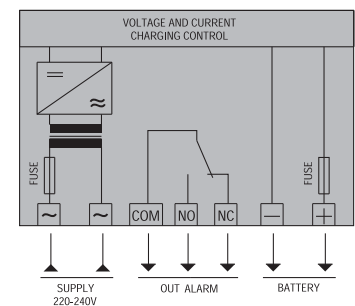 VOLTAGE AND CURRENT
CHARGING CONTROL
FUSE
FUSE
~ ~ COM NO NC — +
SUPPLY
220-240V
OUT ALARM
BATTERY